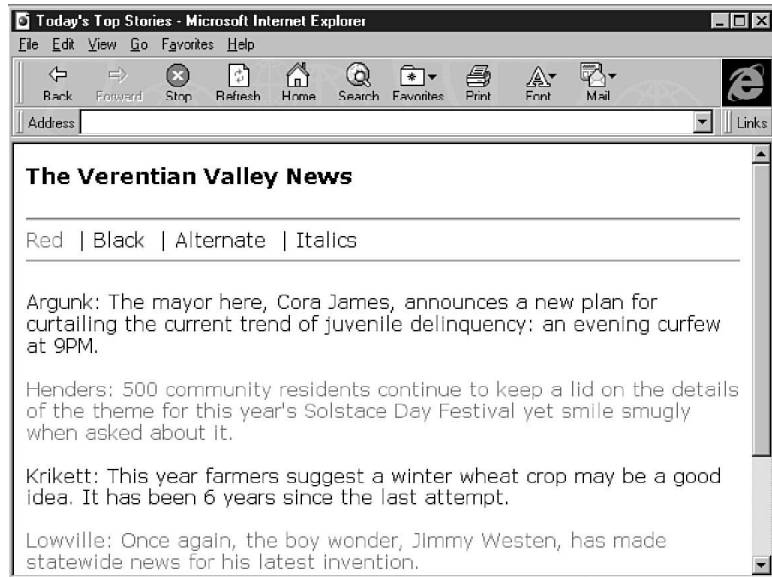 Today's Top Stories - Microsoft Internet Explorer
File Edit View Go Favorites Help
Back Forward Stop Refresh Home Search Favorites Print Font Mail
Address Links
The Verentian Valley News
Red | Black | Alternate | Italics
Argunk: The mayor here, Cora James, announces a new plan for
curtailing the current trend of juvenile delinquency: an evening curfew
at 9PM.
Henders: 500 community residents continue to keep a lid on the details
of the theme for this year's Solstace Day Festival yet smile smugly
when asked about it.
Krikett: This year farmers suggest a winter wheat crop may be a good
idea. It has been 6 years since the last attempt.
Lowville: Once again, the boy wonder, Jimmy Westen, has made
statewide news for his latest invention.